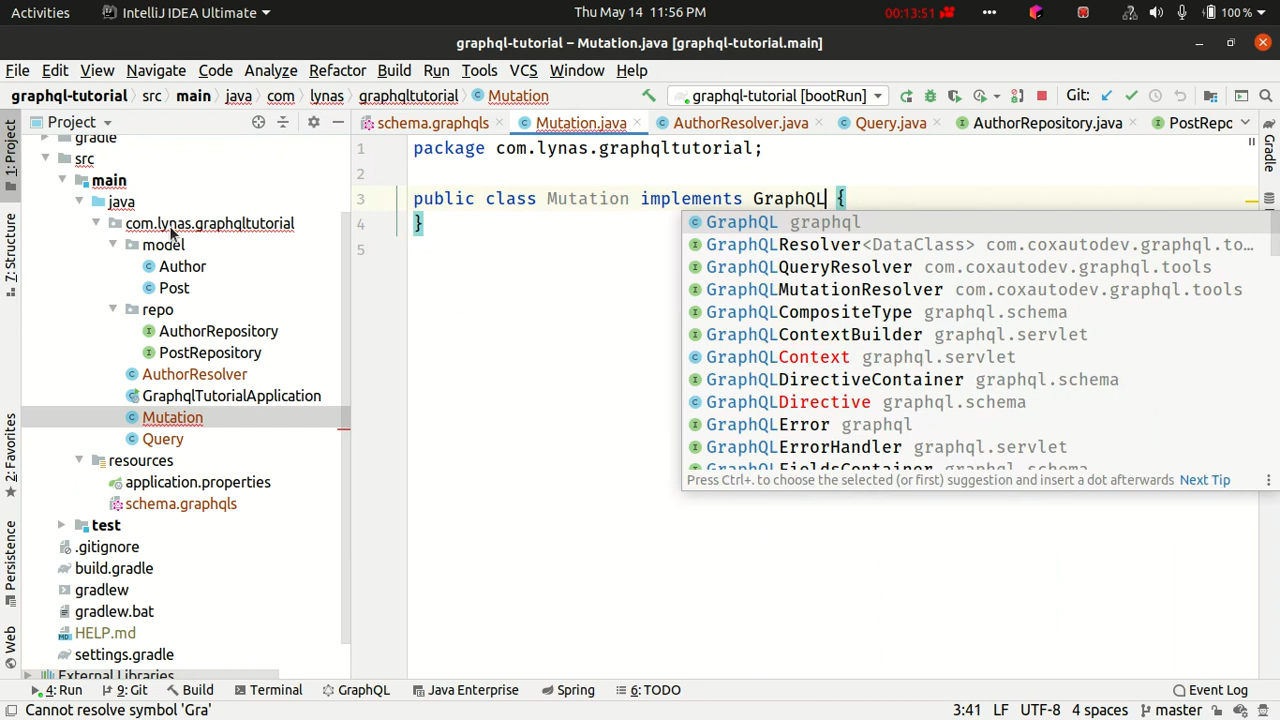 Activities
IntelliJ IDEA Ultimate
Thu May 14 11:56 PM
00:13:51
100 %
graphql-tutorial – Mutation.java [graphql-tutorial.main]
File Edit View Navigate Code Analyze Refactor Build Run Tools VCS Window Help
graphql-tutorial src main java com lynas graphqltutorial Mutation
graphql-tutorial [bootRun]
Git:
Project
schema.graphqls Mutation.java AuthorResolver.java Query.java AuthorRepository.java PostRepo
1: Project
Z: Structure
2: Favorites
Persistence
Web
gradle
src
main
java
com.lynas.graphqltutorial
model
Author
Post
repo
AuthorRepository
PostRepository
AuthorResolver
GraphqlTutorialApplication
Mutation
Query
resources
application.properties
schema.graphqls
test
.gitignore
build.gradle
gradlew
gradlew.bat
HELP.md
settings.gradle
External Libraries
1 package com.lynas.graphqltutorial;
2
3 public class Mutation implements GraphQL {
4 }
5
GraphQL graphql
GraphQLResolver<DataClass> com.coxautodev.graphql.to…
GraphQLQueryResolver com.coxautodev.graphql.tools
GraphQLMutationResolver com.coxautodev.graphql.tools
GraphQLCompositeType graphql.schema
GraphQLContextBuilder graphql.servlet
GraphQLContext graphql.servlet
GraphQLDirectiveContainer graphql.schema
GraphQLDirective graphql.schema
GraphQLError graphql
GraphQLErrorHandler graphql.servlet
GraphQLFieldsContainer graphql.schema
Press Ctrl+. to choose the selected (or first) suggestion and insert a dot afterwards Next Tip
Gradle
4: Run 9: Git Build Terminal GraphQL Java Enterprise Spring 6: TODO Event Log
Cannot resolve symbol 'Gra'
3:41 LF UTF-8 4 spaces master